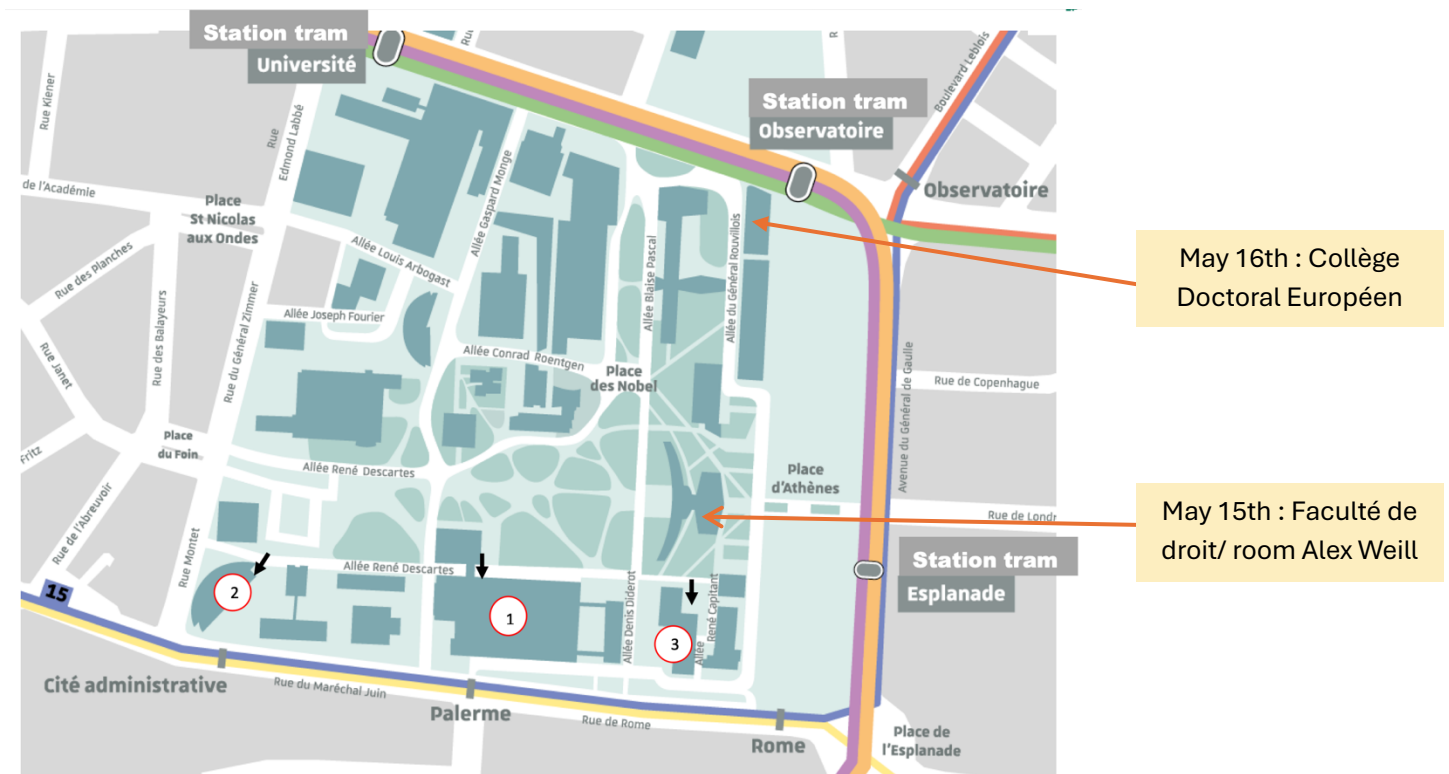 Station tram
Université
Station tram
Observatoire
Boulevard Leblois
Observatoire
Rue Kiener
Rue
Edmond Labbé
Allée Gaspard Monge
de l'Académie
Place
St Nicolas
aux Ondes
Allée Louis Arbogast
Rue des Planches
Rue des Balayeurs
Rue du Général Zimmer
Allée Joseph Fourier
Allée Blaise Pascal
Allée du Général Rouvillois
Rue Janet
Allée Conrad Roentgen
Place
des Nobel
Avenue du Général de Gaulle
Rue de Copenhague
Place
du Foin
Fritz
Allée René Descartes
Place
d'Athènes
Rue de l'Abreuvoir
Rue de Londr
Rue Montet
Allée René Descartes
Station tram
Esplanade
15
2
1
3
Allée Denis Diderot
Allée
René Capitant
Cité administrative
Rue du Maréchal Juin
Palerme
Rue de Rome
Rome
Place de
l'Esplanade
May 16th : Collège
Doctoral Européen
May 15th : Faculté de
droit/ room Alex Weill